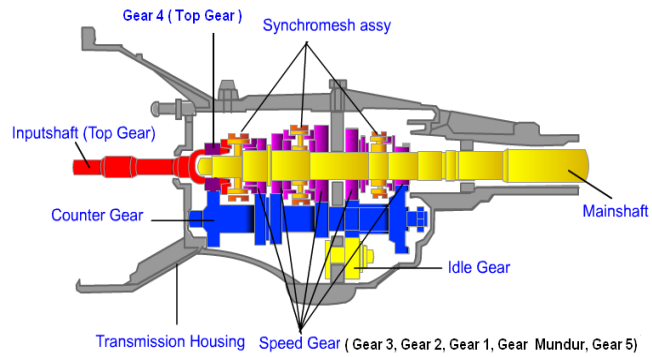 Gear 4 ( Top Gear )
Synchromesh assy
Inputshaft (Top Gear)
Mainshaft
Counter Gear
Idle Gear
Transmission Housing
Speed Gear ( Gear 3, Gear 2, Gear 1, Gear Mundur, Gear 5)